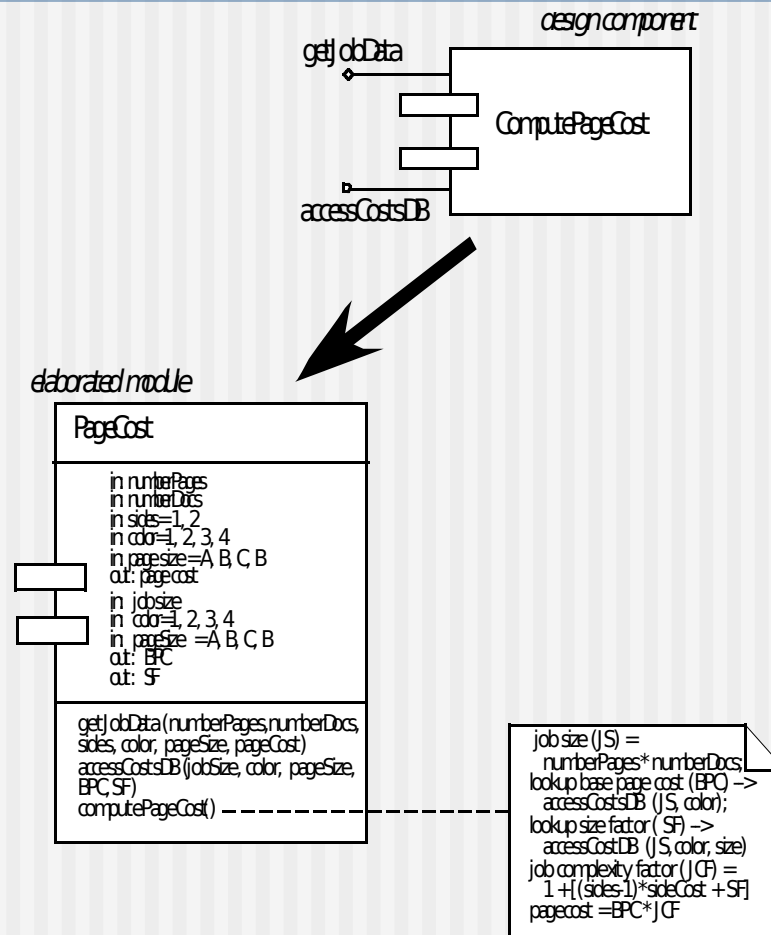 design component
getJobData
ComputePageCost
accessCostsDB
elaborated module
PageCost
in numberPages
in numberDocs
in sides= 1, 2
in color=1, 2, 3, 4
in page size = A, B, C, B
out: page cost
in job size
in color=1, 2, 3, 4
in pageSize = A, B, C, B
out: BPC
out: SF
getJobData (numberPages,numberDocs,
sides, color, pageSize, pageCost)
accessCostsDB (jobSize, color, pageSize,
BPC, SF)
computePageCost()
job size (JS) =
numberPages * numberDocs;
lookup base page cost (BPC) -->
accessCostsDB (JS, color);
lookup size factor ( SF) -->
accessCostDB (JS, color, size)
job complexity factor (JCF) =
1 + [(sides-1)*sideCost + SF]
pagecost = BPC * JCF